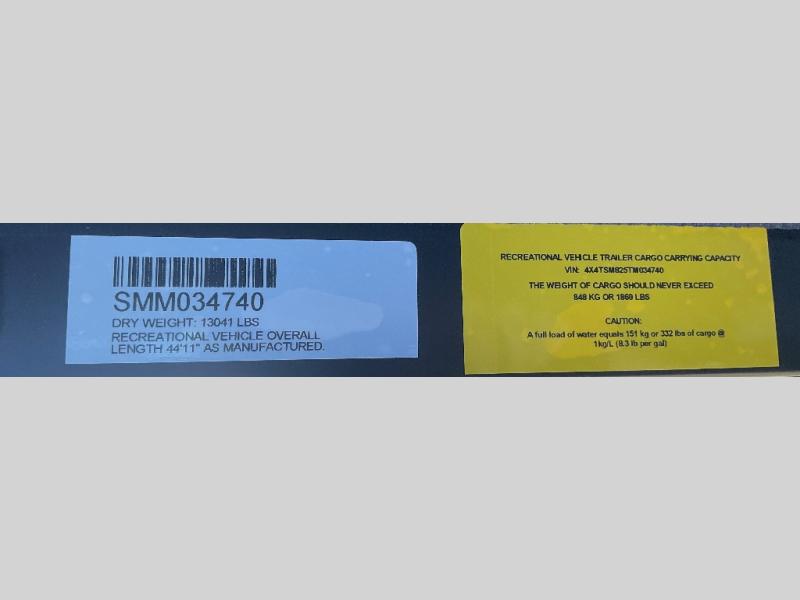 SMM034740
DRY WEIGHT: 13041 LBS
RECREATIONAL VEHICLE OVERALL
LENGTH 44'11" AS MANUFACTURED.
RECREATIONAL VEHICLE TRAILER CARGO CARRYING CAPACITY
VIN: 4X4TSM825TM034740
THE WEIGHT OF CARGO SHOULD NEVER EXCEED
848 KG OR 1869 LBS
CAUTION:
A full load of water equals 151 kg or 332 lbs of cargo @
1kg/L (8.3 lb per gal)